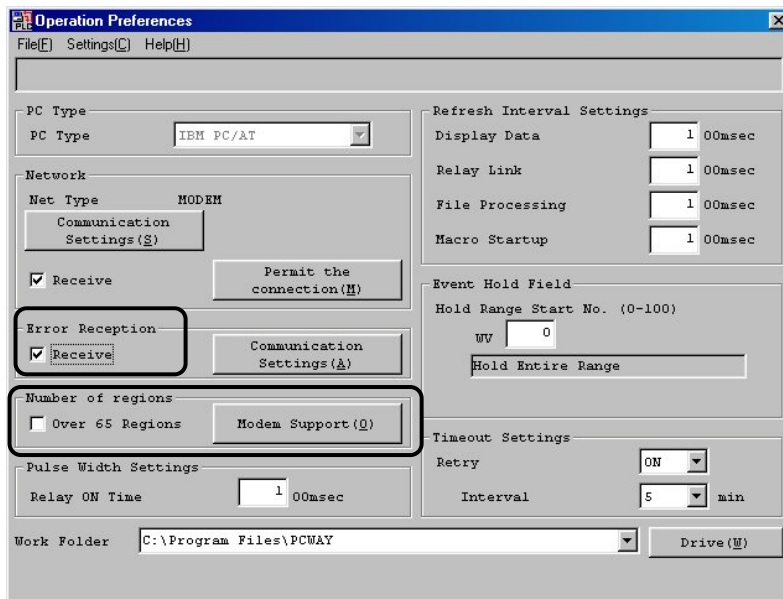 PLC Operation Preferences
File(F) Settings(C) Help(H)
PC Type
PC Type IBM PC/AT
Network
Net Type MODEM
Communication
Settings(S)
Receive
Permit the
connection(M)
Error Reception
Receive
Communication
Settings(A)
Number of regions
Over 65 Regions Modem Support(O)
Pulse Width Settings
Relay ON Time 1 00msec
Refresh Interval Settings
Display Data 1 00msec
Relay Link 1 00msec
File Processing 1 00msec
Macro Startup 1 00msec
Event Hold Field
Hold Range Start No. (0-100)
WV 0
Hold Entire Range
Timeout Settings
Retry ON
Interval 5 min
Work Folder C:\Program Files\PCWAY Drive(W)